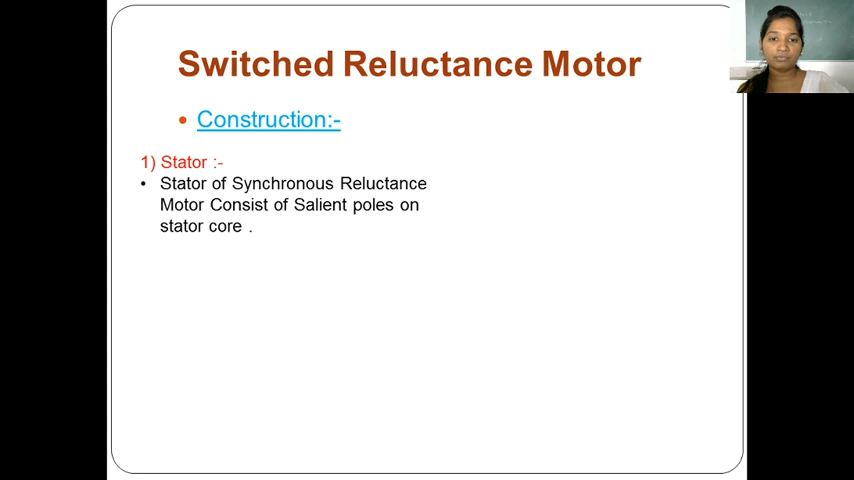 Switched Reluctance Motor
• Construction:-
1) Stator :-
• Stator of Synchronous Reluctance
Motor Consist of Salient poles on
stator core .